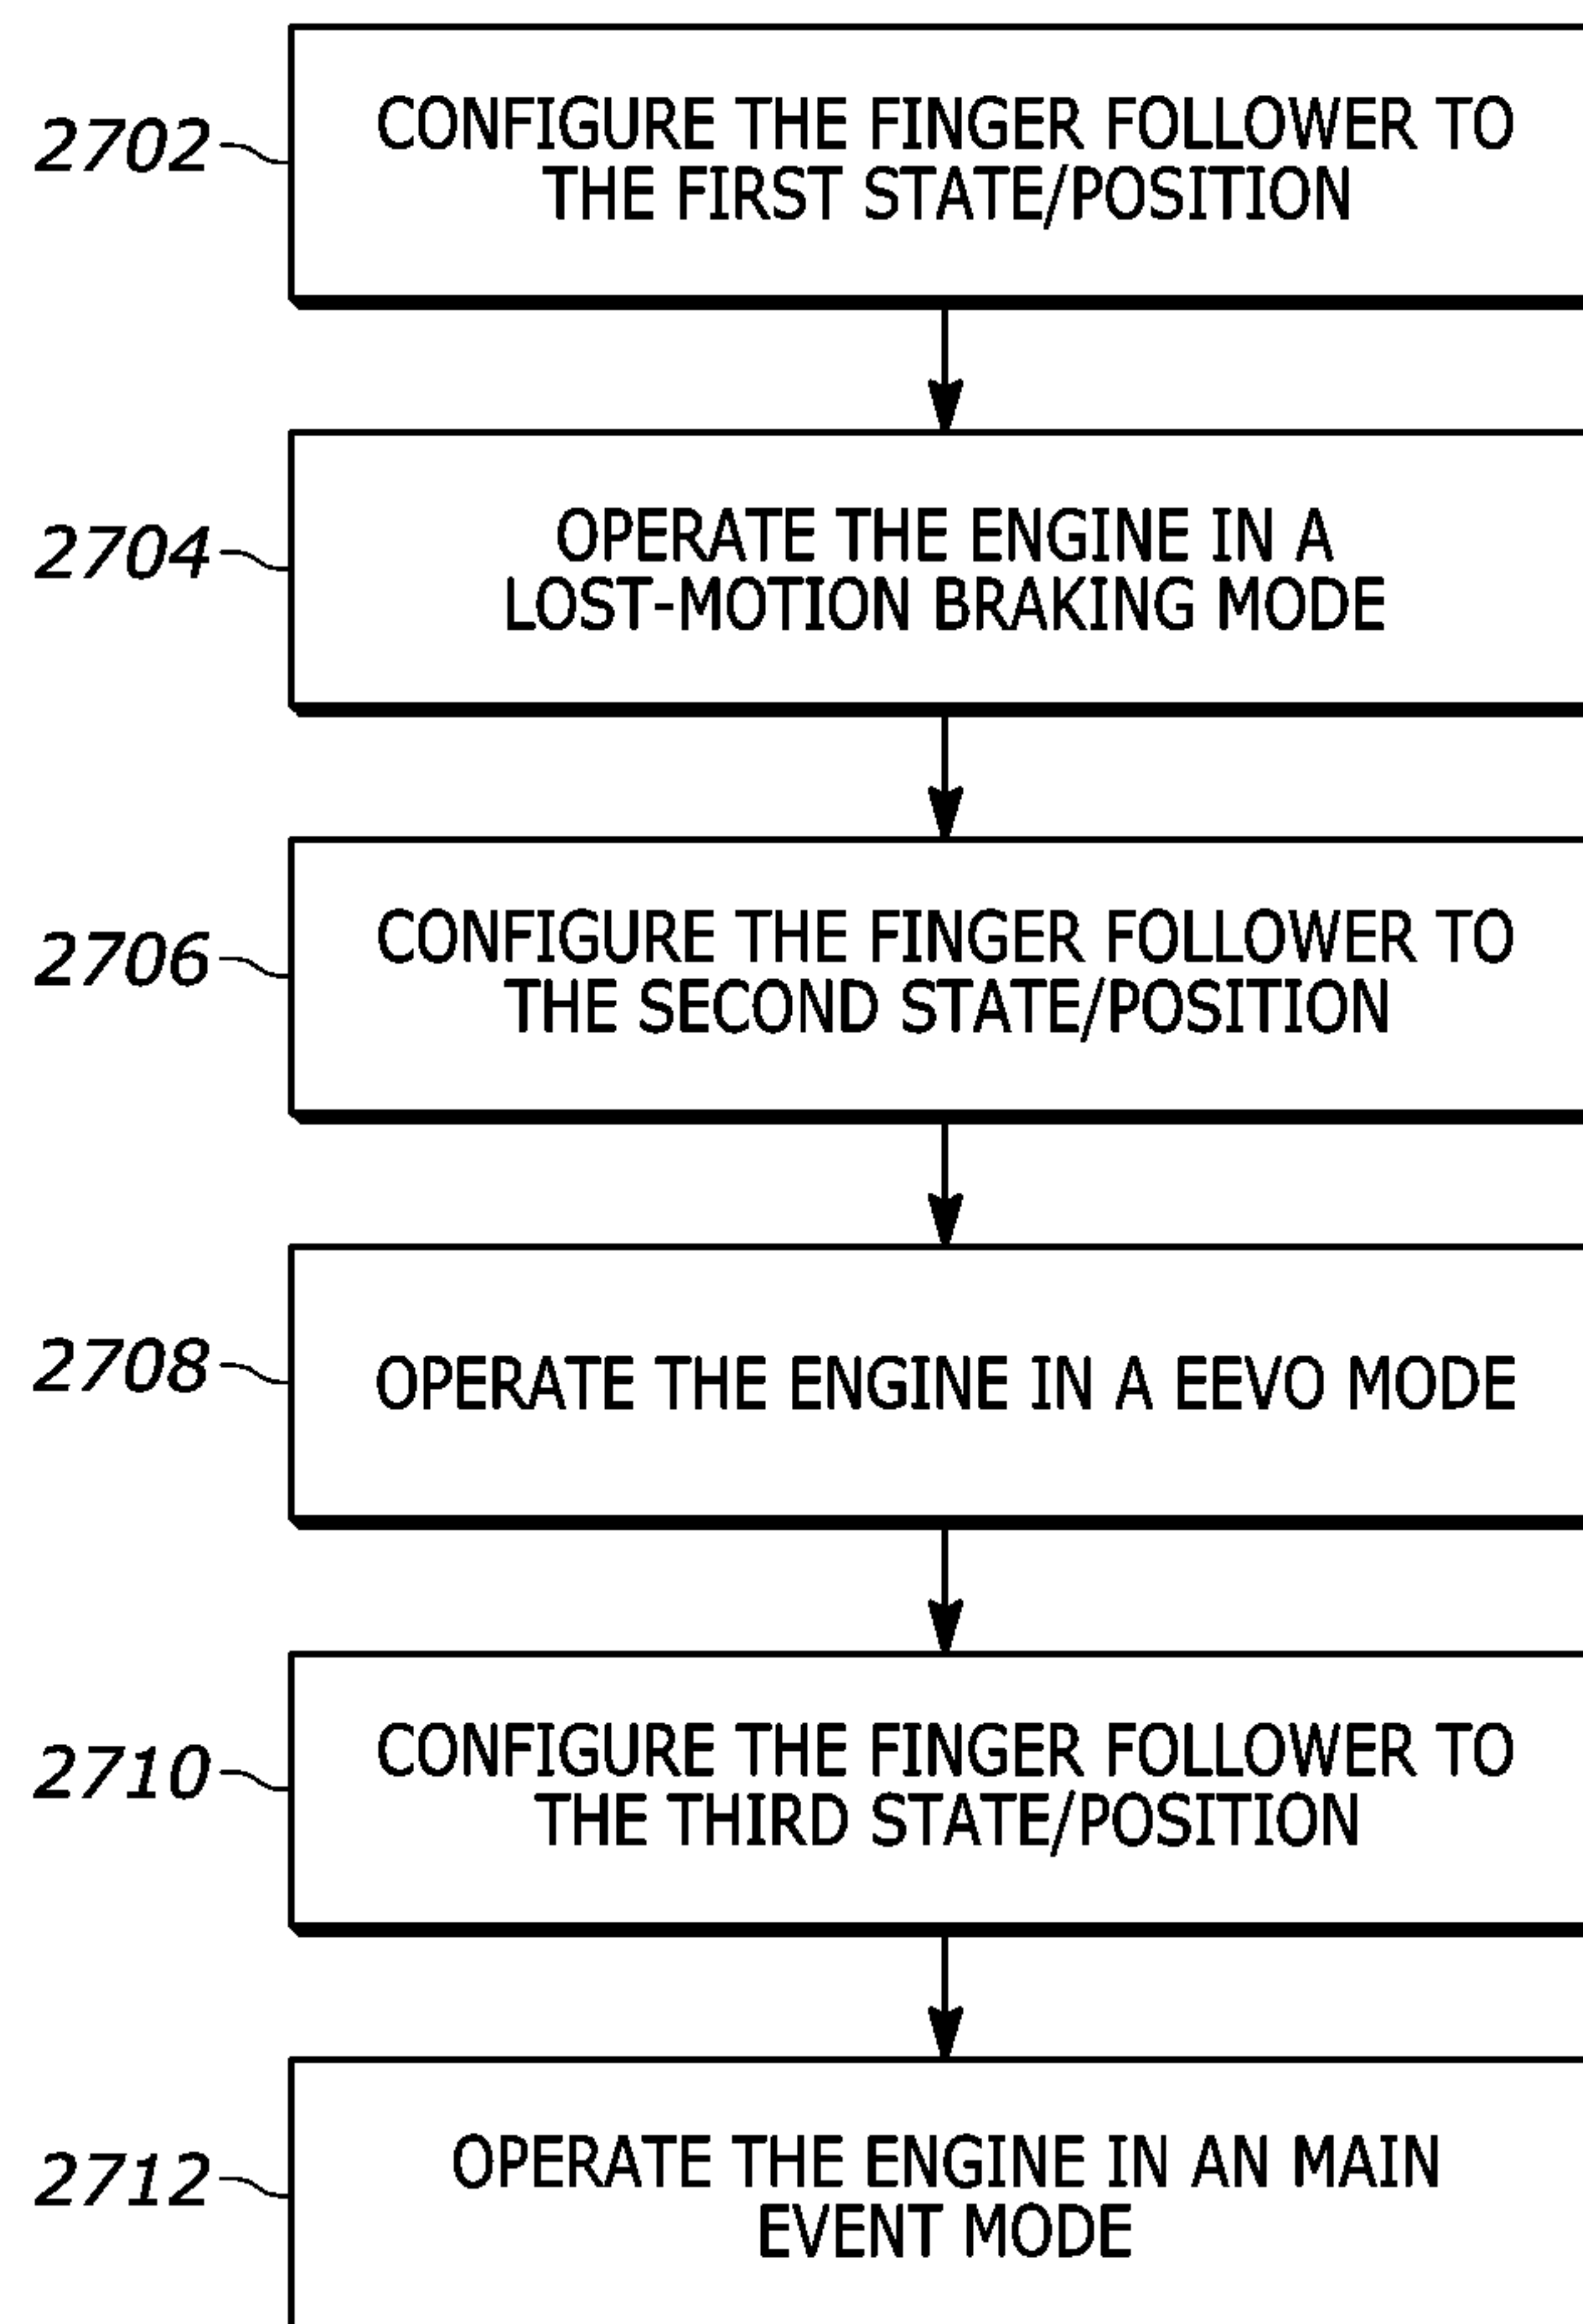 2702
CONFIGURE THE FINGER FOLLOWER TO
THE FIRST STATE/POSITION
2704
OPERATE THE ENGINE IN A
LOST-MOTION BRAKING MODE
2706
CONFIGURE THE FINGER FOLLOWER TO
THE SECOND STATE/POSITION
2708
OPERATE THE ENGINE IN A EEVO MODE
2710
CONFIGURE THE FINGER FOLLOWER TO
THE THIRD STATE/POSITION
2712
OPERATE THE ENGINE IN AN MAIN
EVENT MODE